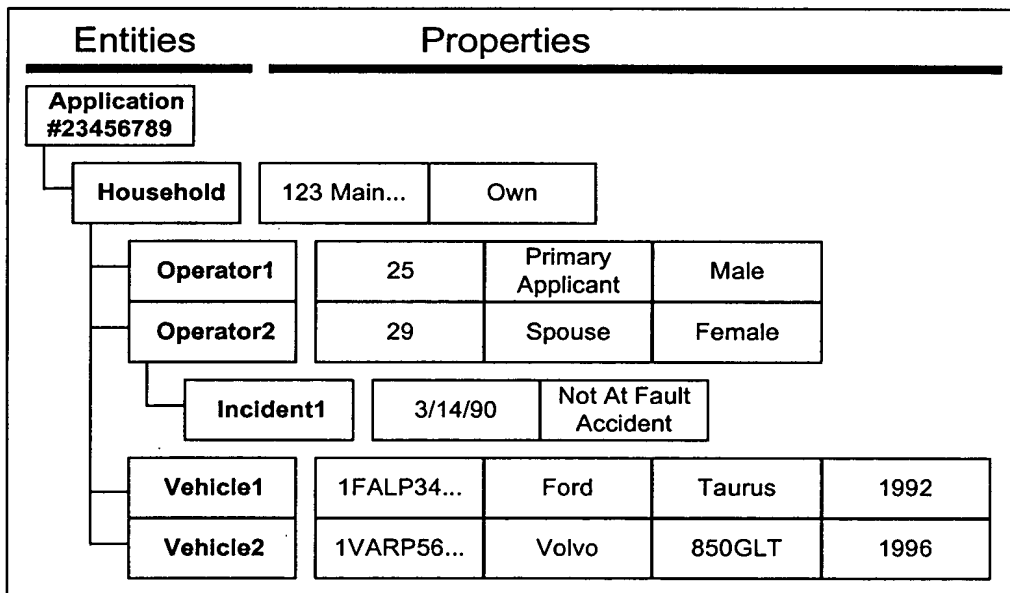 Entities Properties
Application
#23456789
Household 123 Main... Own
Operator1 25 Primary Applicant Male
Operator2 29 Spouse Female
Incident1 3/14/90 Not At Fault Accident
Vehicle1 1FALP34... Ford Taurus 1992
Vehicle2 1VARP56... Volvo 850GLT 1996